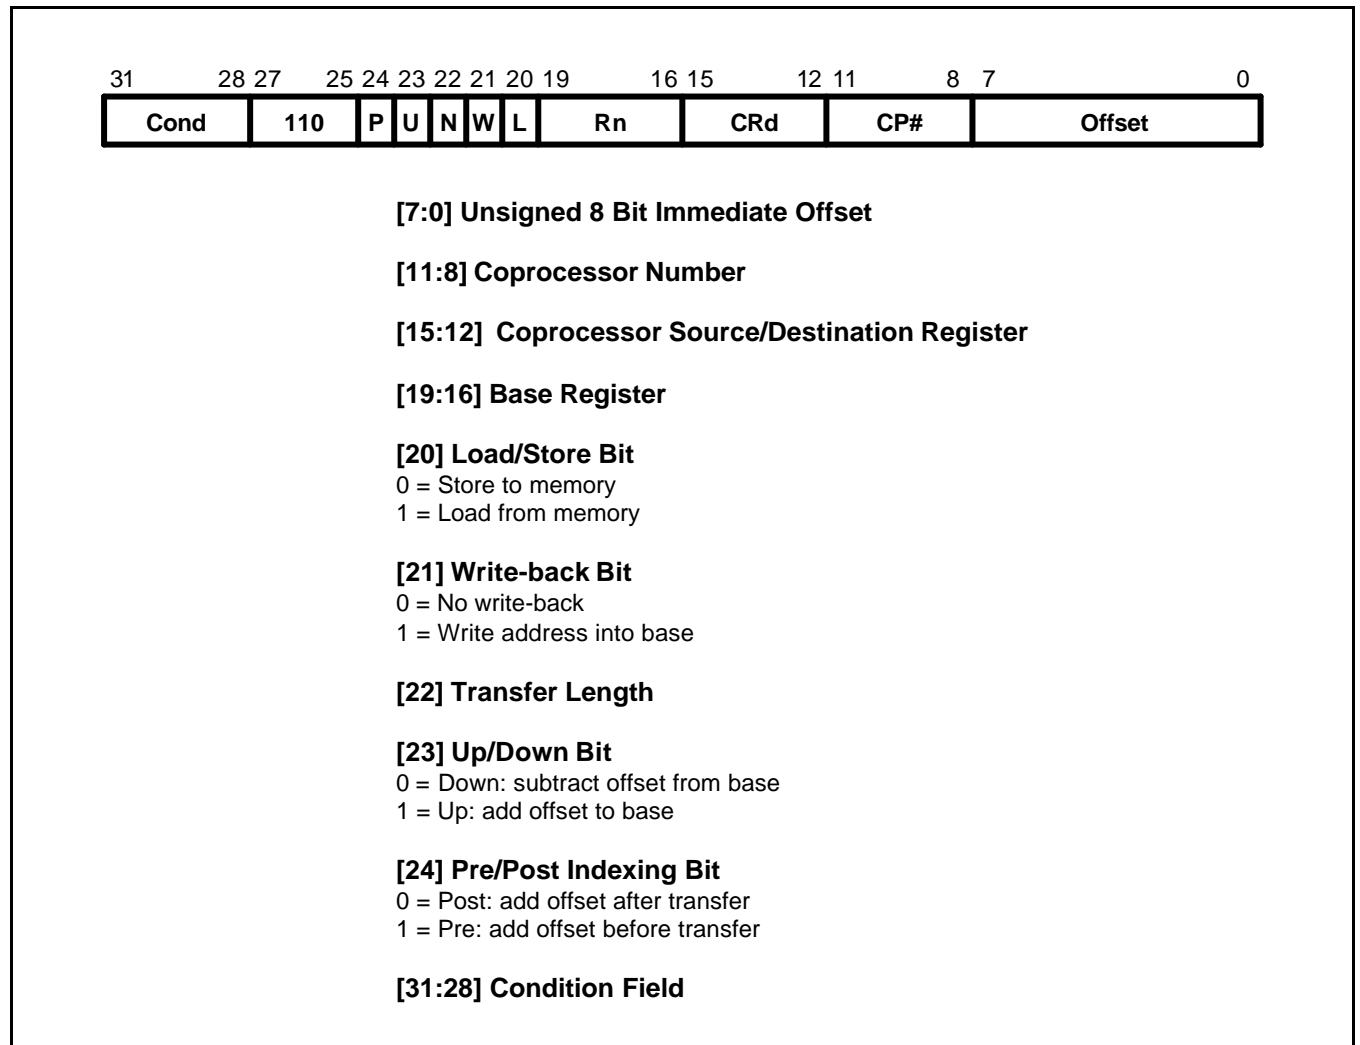 31 28 27 25 24 23 22 21 20 19 16 15 12 11 8 7 0
Cond 110 P U N W L Rn CRd CP# Offset
[7:0] Unsigned 8 Bit Immediate Offset
[11:8] Coprocessor Number
[15:12] Coprocessor Source/Destination Register
[19:16] Base Register
[20] Load/Store Bit
0 = Store to memory
1 = Load from memory
[21] Write-back Bit
0 = No write-back
1 = Write address into base
[22] Transfer Length
[23] Up/Down Bit
0 = Down: subtract offset from base
1 = Up: add offset to base
[24] Pre/Post Indexing Bit
0 = Post: add offset after transfer
1 = Pre: add offset before transfer
[31:28] Condition Field